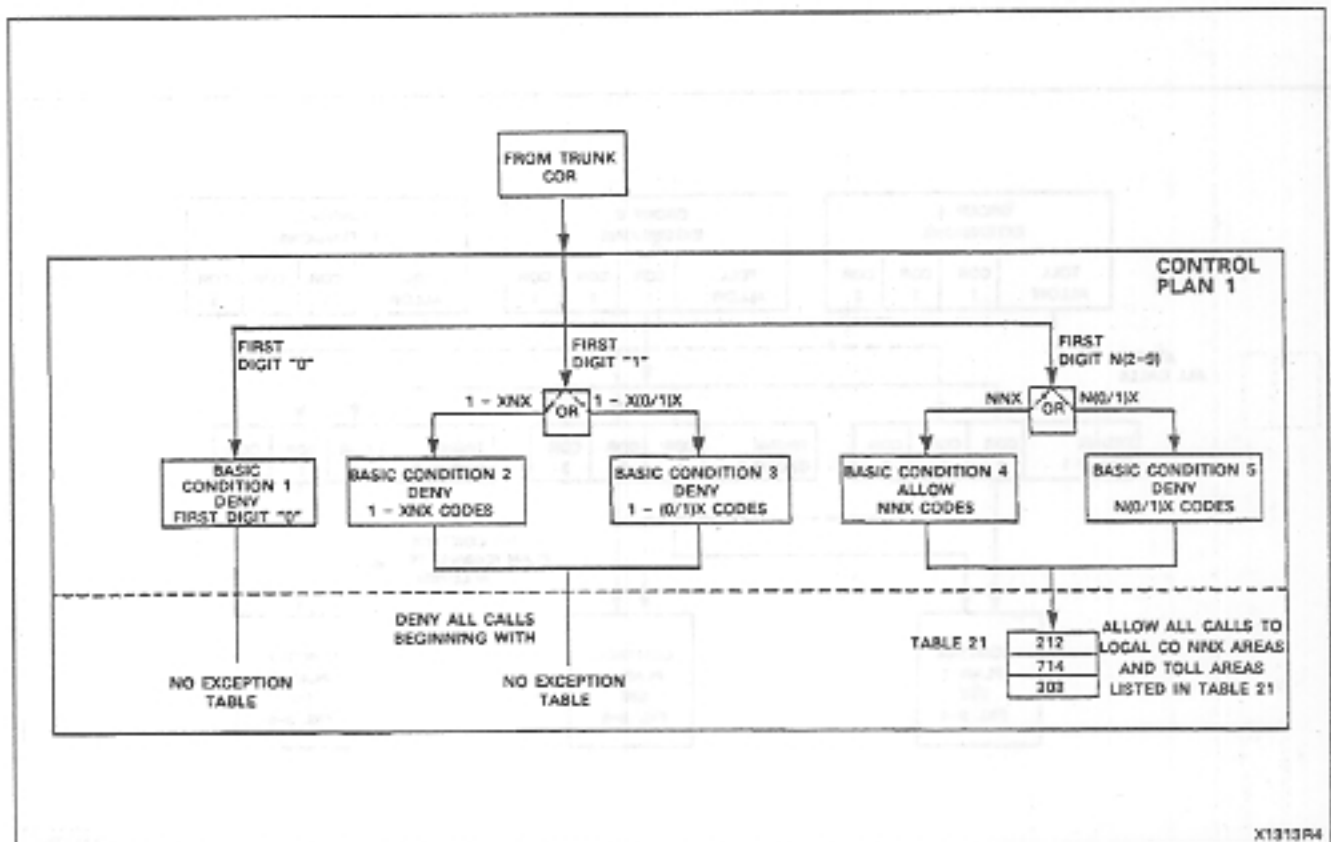 FROM TRUNK
COR
CONTROL
PLAN 1
FIRST
DIGIT "0"
FIRST
DIGIT "1"
FIRST
DIGIT N(2-9)
1 - XNX
OR
1 - X(0/1)X
NNX
OR
N(0/1)X
BASIC
CONDITION 1
DENY
FIRST DIGIT "0"
BASIC CONDITION 2
DENY
1 - XNX CODES
BASIC CONDITION 3
DENY
1 - (0/1)X CODES
BASIC CONDITION 4
ALLOW
NNX CODES
BASIC CONDITION 5
DENY
N(0/1)X CODES
DENY ALL CALLS
BEGINNING WITH
NO EXCEPTION
TABLE
NO EXCEPTION
TABLE
TABLE 21
212
714
303
ALLOW ALL CALLS TO
LOCAL CO NNX AREAS
AND TOLL AREAS
LISTED IN TABLE 21
X1313R4